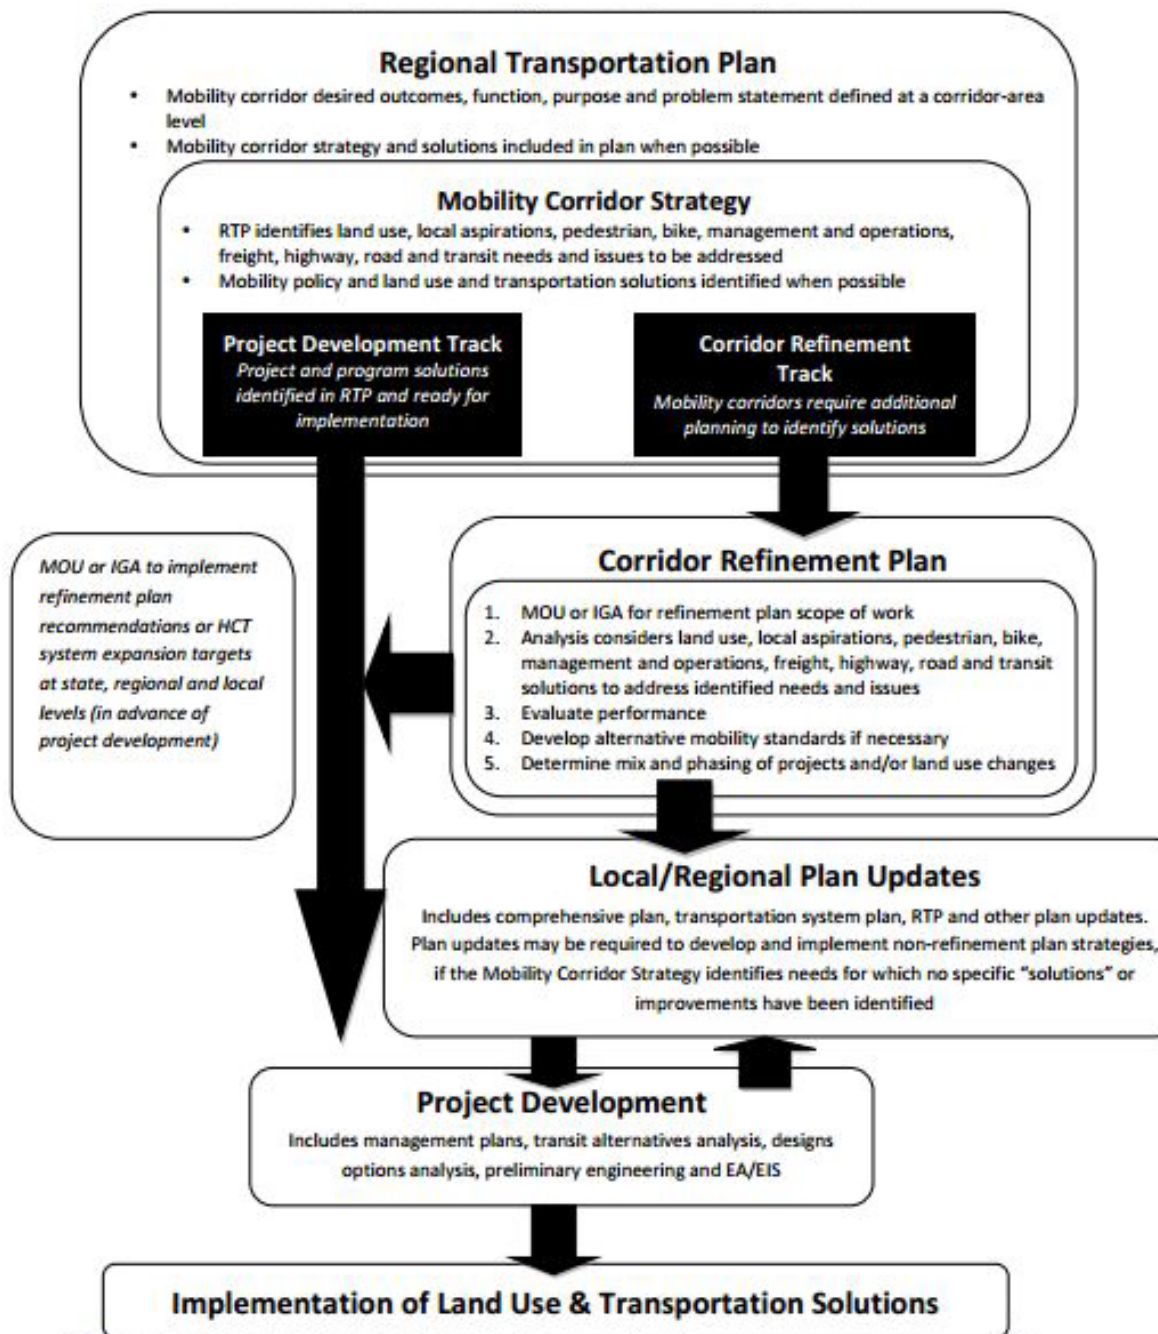 Regional Transportation Plan
• Mobility corridor desired outcomes, function, purpose and problem statement defined at a corridor-area
level
• Mobility corridor strategy and solutions included in plan when possible
Mobility Corridor Strategy
• RTP identifies land use, local aspirations, pedestrian, bike, management and operations,
freight, highway, road and transit needs and issues to be addressed
• Mobility policy and land use and transportation solutions identified when possible
Project Development Track
Project and program solutions
identified in RTP and ready for
implementation
Corridor Refinement
Track
Mobility corridors require additional
planning to identify solutions
MOU or IGA to implement
refinement plan
recommendations or HCT
system expansion targets
at state, regional and local
levels (in advance of
project development)
Corridor Refinement Plan
1. MOU or IGA for refinement plan scope of work
2. Analysis considers land use, local aspirations, pedestrian, bike,
management and operations, freight, highway, road and transit
solutions to address identified needs and issues
3. Evaluate performance
4. Develop alternative mobility standards if necessary
5. Determine mix and phasing of projects and/or land use changes
Local/Regional Plan Updates
Includes comprehensive plan, transportation system plan, RTP and other plan updates.
Plan updates may be required to develop and implement non-refinement plan strategies,
if the Mobility Corridor Strategy identifies needs for which no specific “solutions” or
improvements have been identified
Project Development
Includes management plans, transit alternatives analysis, designs
options analysis, preliminary engineering and EA/EIS
Implementation of Land Use & Transportation Solutions